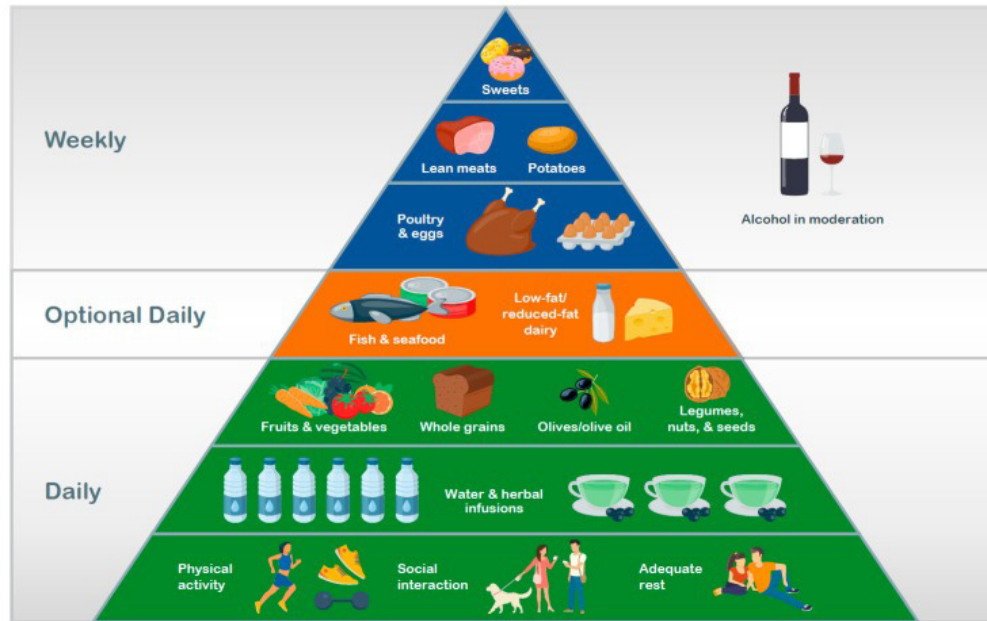 Sweets
Weekly
Lean meats
Potatoes
Poultry
& eggs
Alcohol in moderation
Optional Daily
Low-fat/
reduced-fat
dairy
Fish & seafood
Fruits & vegetables
Whole grains
Olives/olive oil
Legumes,
nuts, & seeds
Daily
Water & herbal
infusions
Physical
activity
Social
interaction
Adequate
rest